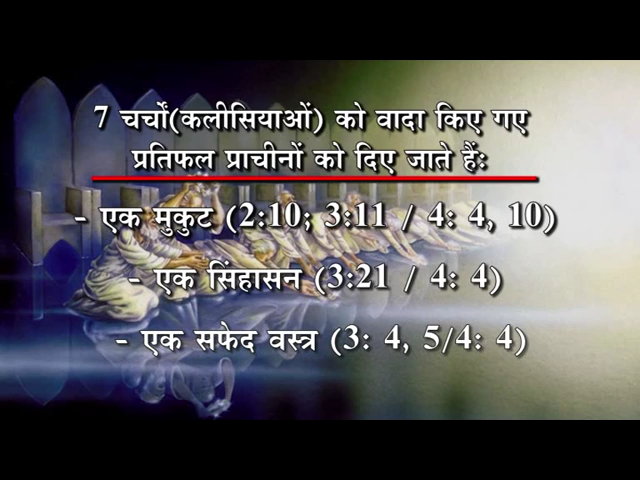 7 चर्चों(कलीसियाओं) को वादा किए गए
प्रतिफल प्राचीनों को दिए जाते हैं:
- एक मुकुट (2:10; 3:11 / 4: 4, 10)
- एक सिंहासन (3:21 / 4: 4)
- एक सफेद वस्त्र (3: 4, 5/4: 4)